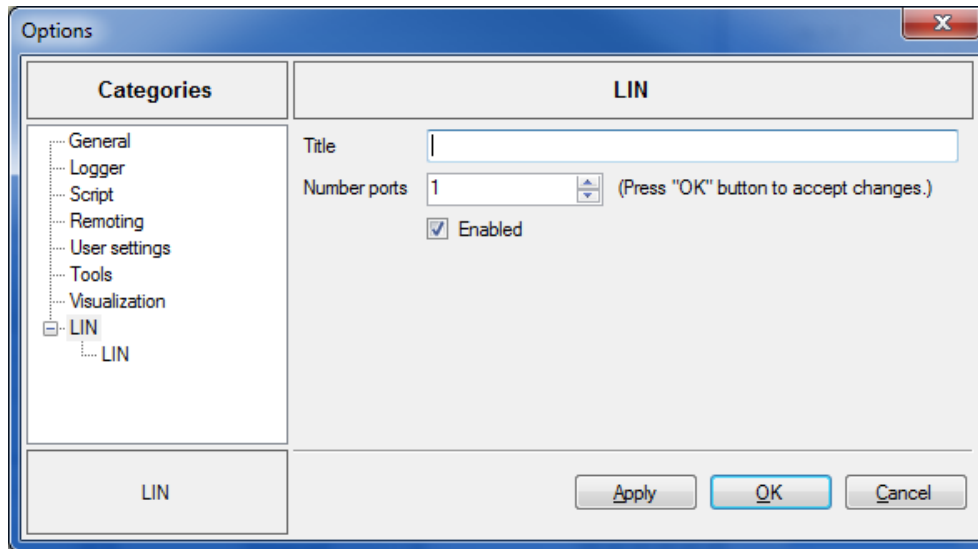 Options
Categories
LIN
General
Logger
Script
Remoting
User settings
Tools
Visualization
LIN
LIN
Title
Number ports 1 (Press "OK" button to accept changes.)
Enabled
LIN
Apply OK Cancel